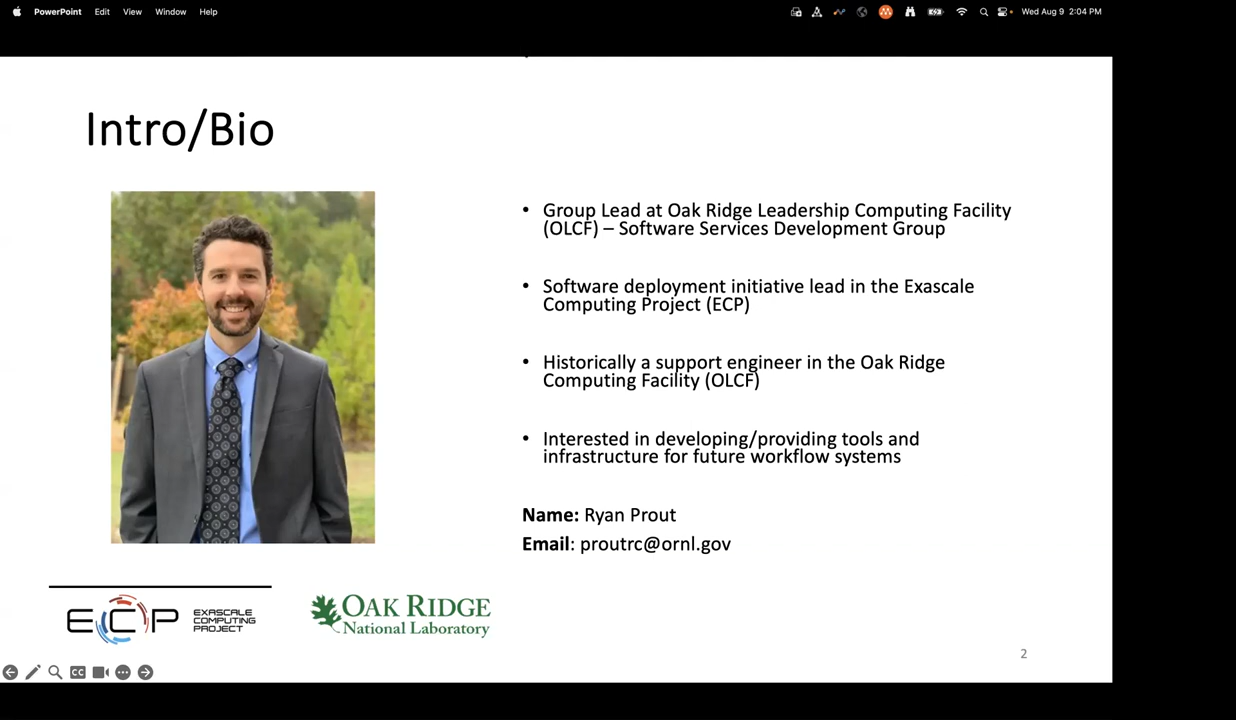 PowerPoint Edit View Window Help Wed Aug 9 2:04 PM
Intro/Bio
• Group Lead at Oak Ridge Leadership Computing Facility
(OLCF) – Software Services Development Group
• Software deployment initiative lead in the Exascale
Computing Project (ECP)
• Historically a support engineer in the Oak Ridge
Computing Facility (OLCF)
• Interested in developing/providing tools and
infrastructure for future workflow systems
Name: Ryan Prout
Email: proutrc@ornl.gov
ECP
EXASCALE
COMPUTING
PROJECT
OAK RIDGE
National Laboratory
2
CC